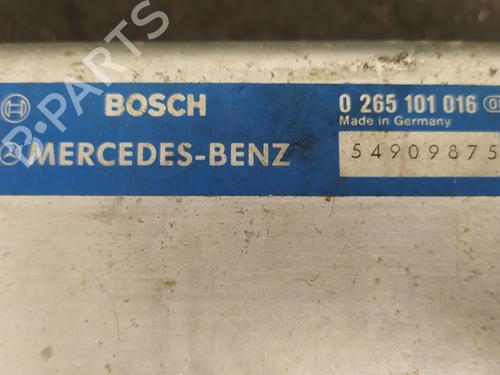 B-PARTS
BOSCH 0 265 101 016
Made in Germany
MERCEDES-BENZ 54909875